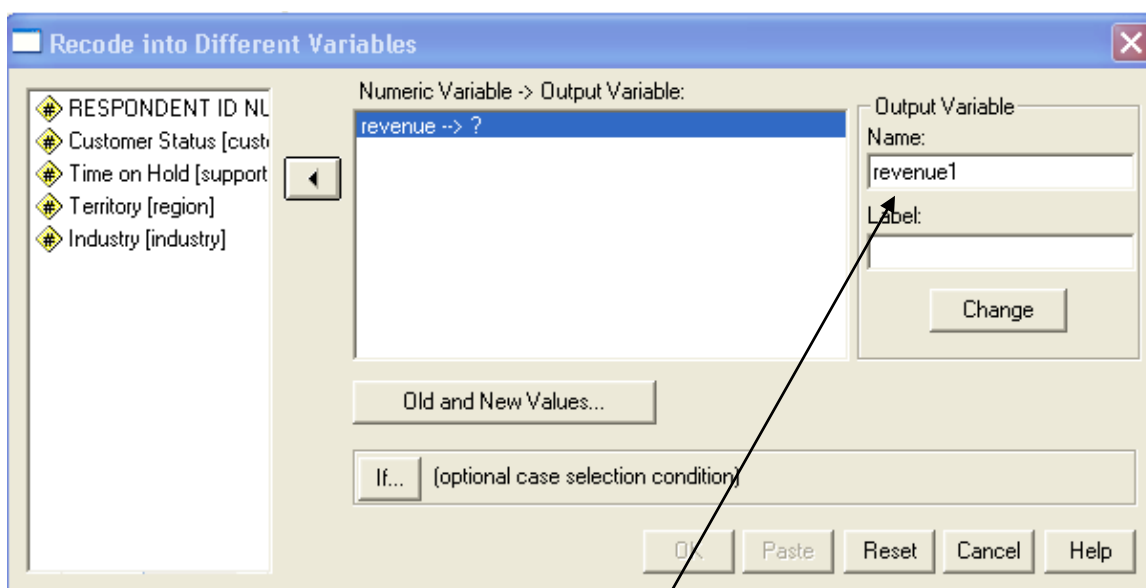 Recode into Different Variables
RESPONDENT ID NU
Customer Status [cust
Time on Hold [support
Territory [region]
Industry [industry]
Numeric Variable -> Output Variable:
revenue --> ?
Output Variable
Name:
revenue1
Label:
Change
Old and New Values...
If... (optional case selection condition)
OK Paste Reset Cancel Help